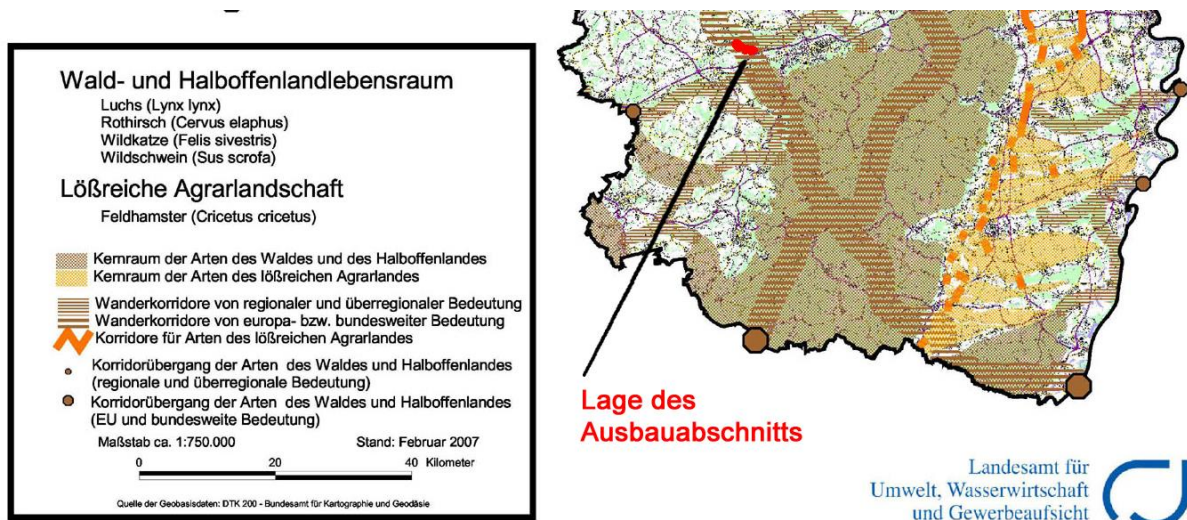 Wald- und Halboffenlandlebensraum
Luchs (Lynx lynx)
Rothirsch (Cervus elaphus)
Wildkatze (Felis sivestris)
Wildschwein (Sus scrofa)
Lößreiche Agrarlandschaft
Feldhamster (Cricetus cricetus)
Kernraum der Arten des Waldes und des Halboffenlandes
Kernraum der Arten des lößreichen Agrarlandes
Wanderkorridore von regionaler und überregionaler Bedeutung
Wanderkorridore von europa- bzw. bundesweiter Bedeutung
Korridore für Arten des lößreichen Agrarlandes
Korridorübergang der Arten des Waldes und Halboffenlandes
(regionale und überregionale Bedeutung)
Korridorübergang der Arten des Waldes und Halboffenlandes
(EU und bundesweite Bedeutung)
Maßstab ca. 1:750.000 Stand: Februar 2007
0 20 40 Kilometer
Quelle der Geobasisdaten: DTK 200 - Bundesamt für Kartographie und Geodäsie
Lage des
Ausbauabschnitts
Landesamt für
Umwelt, Wasserwirtschaft
und Gewerbeaufsicht